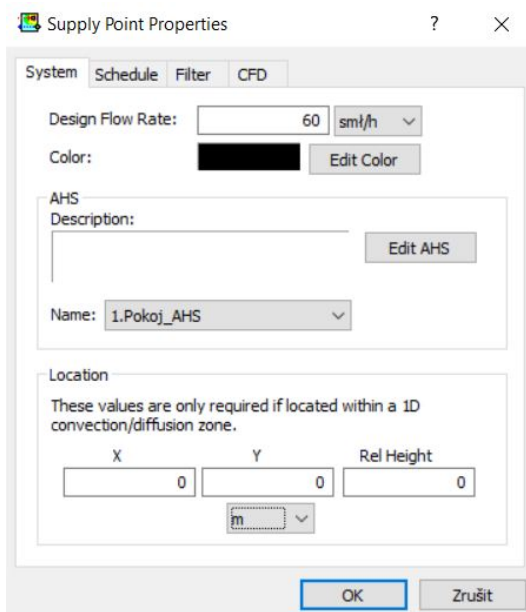 Supply Point Properties ?
System Schedule Filter CFD
Design Flow Rate: 60 smł/h
Color: Edit Color
AHS
Description:
Edit AHS
Name: 1.Pokoj_AHS
Location
These values are only required if located within a 1D
convection/diffusion zone.
X Y Rel Height
0 0 0
m
OK Zrušit